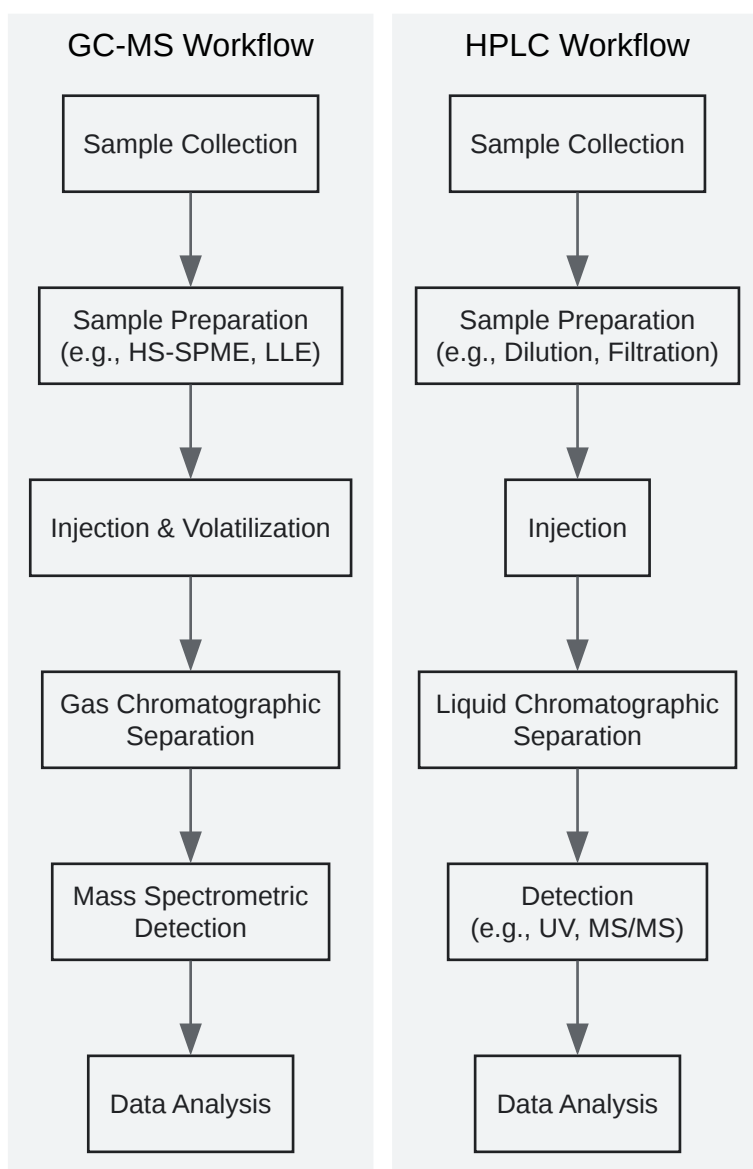 GC-MS Workflow
Sample Collection
Sample Preparation
(e.g., HS-SPME, LLE)
Injection & Volatilization
Gas Chromatographic
Separation
Mass Spectrometric
Detection
Data Analysis
HPLC Workflow
Sample Collection
Sample Preparation
(e.g., Dilution, Filtration)
Injection
Liquid Chromatographic
Separation
Detection
(e.g., UV, MS/MS)
Data Analysis